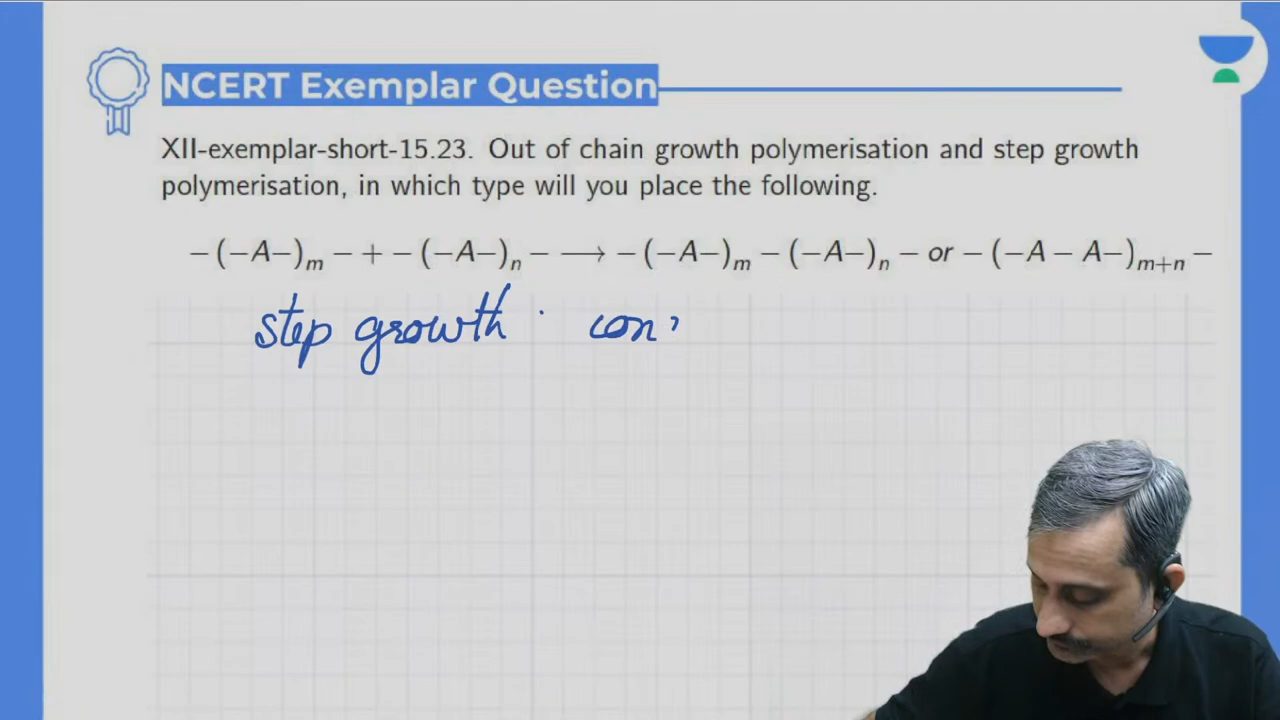 NCERT Exemplar Question
XII-exemplar-short-15.23. Out of chain growth polymerisation and step growth
polymerisation, in which type will you place the following.
−(−A−)ₘ − + −(−A−)ₙ − ⟶ −(−A−)ₘ − (−A−)ₙ − or −(−A − A−)ₘ₊ₙ −
step growth con